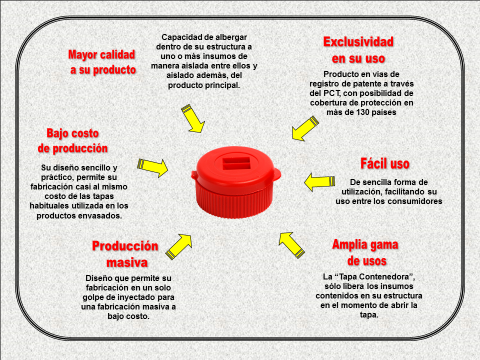 Mayor calidad
a su producto
Capacidad de albergar
dentro de su estructura a
uno o más insumos de
manera aislada entre ellos y
aislado además, del
producto principal.
Exclusividad
en su uso
Producto en vías de
registro de patente a través
del PCT, con posibilidad de
cobertura de protección en
más de 130 países
Bajo costo
de producción
Su diseño sencillo y
práctico, permite su
fabricación casi al mismo
costo de las tapas
habituales utilizada en los
productos envasados.
Fácil uso
De sencilla forma de
utilización, facilitando su
uso entre los consumidores
Producción
masiva
Diseño que permite su
fabricación en un solo
golpe de inyectado para
una fabricación masiva a
bajo costo.
Amplia gama
de usos
La “Tapa Contenedora”,
sólo libera los insumos
contenidos en su estructura
en el momento de abrir la
tapa.